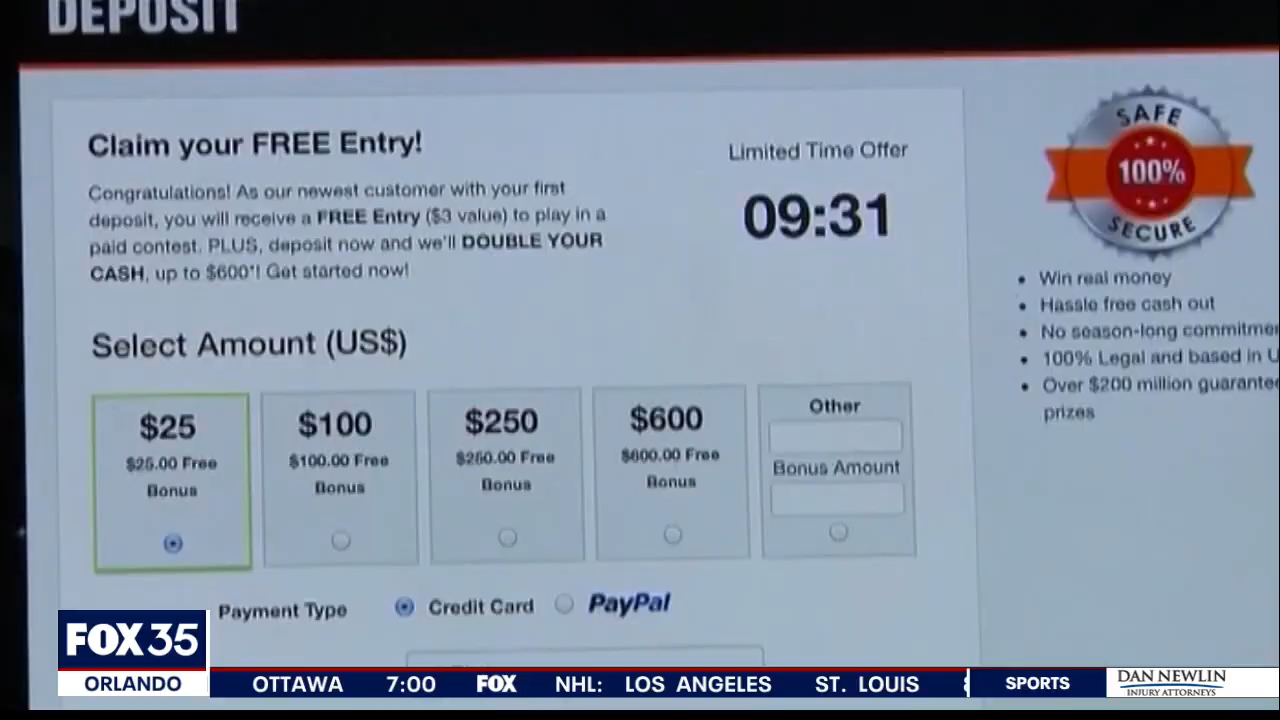 DEPOSIT
Claim your FREE Entry!
Congratulations! As our newest customer with your first
deposit, you will receive a FREE Entry ($3 value) to play in a
paid contest. PLUS, deposit now and we'll DOUBLE YOUR
CASH, up to $600*! Get started now!
Limited Time Offer
09:31
SAFE
100%
SECURE
Win real money
Hassle free cash out
No season-long
100% Legal and based in
Over $200 million
prizes
Select Amount (US$)
$25
$25.00 Free
Bonus
$100
$100.00 Free
Bonus
$250
$250.00 Free
Bonus
$600
$600.00 Free
Bonus
Other
Bonus Amount
Payment Type
Credit Card
PayPal
FOX 35
ORLANDO
OTTAWA 7:00 FOX NHL: LOS ANGELES ST. LOUIS
SPORTS
DAN NEWLIN
INJURY ATTORNEYS